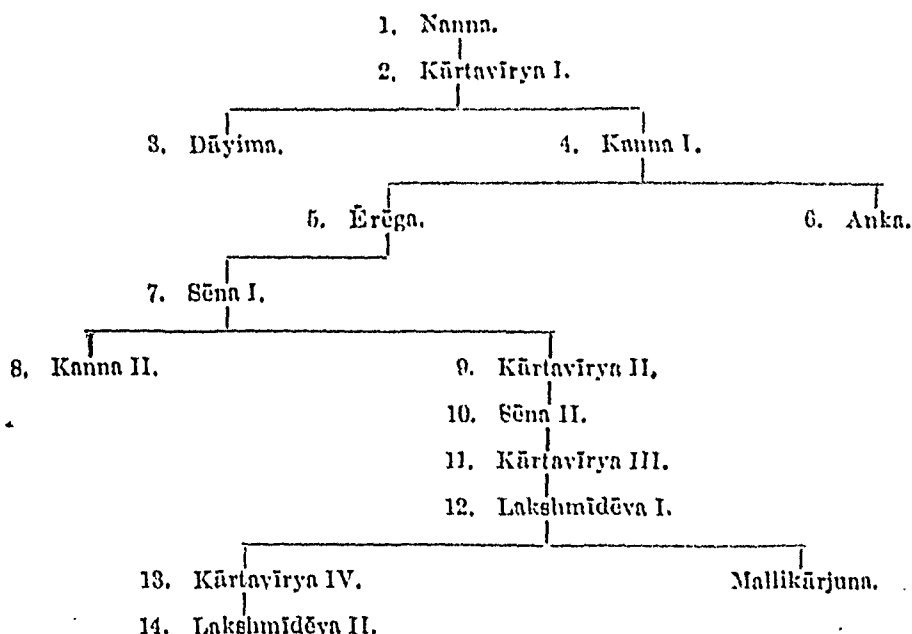 1. Nanna.
2. Kārtavīrya I.
3. Dāyima. 4. Kanna I.
5. Ērēga. 6. Anka.
7. Sēna I.
8. Kanna II. 9. Kārtavīrya II.
10. Sēna II.
11. Kārtavīrya III.
12. Lakshmīdēva I.
13. Kārtavīrya IV. Mallikārjuna.
14. Lakshmīdēva II.